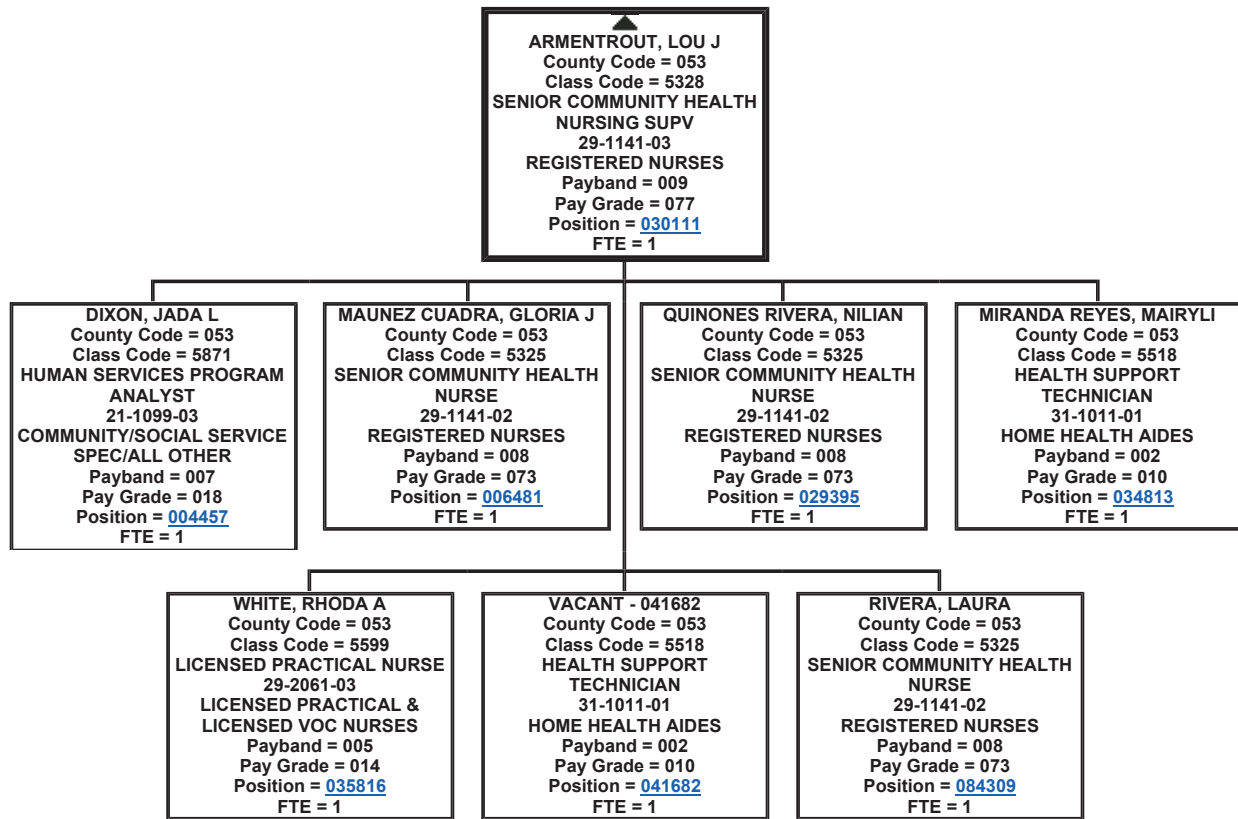 ARMENTROUT, LOU J
County Code = 053
Class Code = 5328
SENIOR COMMUNITY HEALTH
NURSING SUPV
29-1141-03
REGISTERED NURSES
Payband = 009
Pay Grade = 077
Position = 030111
FTE = 1
DIXON, JADA L
County Code = 053
Class Code = 5871
HUMAN SERVICES PROGRAM
ANALYST
21-1099-03
COMMUNITY/SOCIAL SERVICE
SPEC/ALL OTHER
Payband = 007
Pay Grade = 018
Position = 004457
FTE = 1
MAUNEZ CUADRA, GLORIA J
County Code = 053
Class Code = 5325
SENIOR COMMUNITY HEALTH
NURSE
29-1141-02
REGISTERED NURSES
Payband = 008
Pay Grade = 073
Position = 006481
FTE = 1
QUINONES RIVERA, NILIAN
County Code = 053
Class Code = 5325
SENIOR COMMUNITY HEALTH
NURSE
29-1141-02
REGISTERED NURSES
Payband = 008
Pay Grade = 073
Position = 029395
FTE = 1
MIRANDA REYES, MAIRYLI
County Code = 053
Class Code = 5518
HEALTH SUPPORT
TECHNICIAN
31-1011-01
HOME HEALTH AIDES
Payband = 002
Pay Grade = 010
Position = 034813
FTE = 1
WHITE, RHODA A
County Code = 053
Class Code = 5599
LICENSED PRACTICAL NURSE
29-2061-03
LICENSED PRACTICAL &
LICENSED VOC NURSES
Payband = 005
Pay Grade = 014
Position = 035816
FTE = 1
VACANT - 041682
County Code = 053
Class Code = 5518
HEALTH SUPPORT
TECHNICIAN
31-1011-01
HOME HEALTH AIDES
Payband = 002
Pay Grade = 010
Position = 041682
FTE = 1
RIVERA, LAURA
County Code = 053
Class Code = 5325
SENIOR COMMUNITY HEALTH
NURSE
29-1141-02
REGISTERED NURSES
Payband = 008
Pay Grade = 073
Position = 084309
FTE = 1